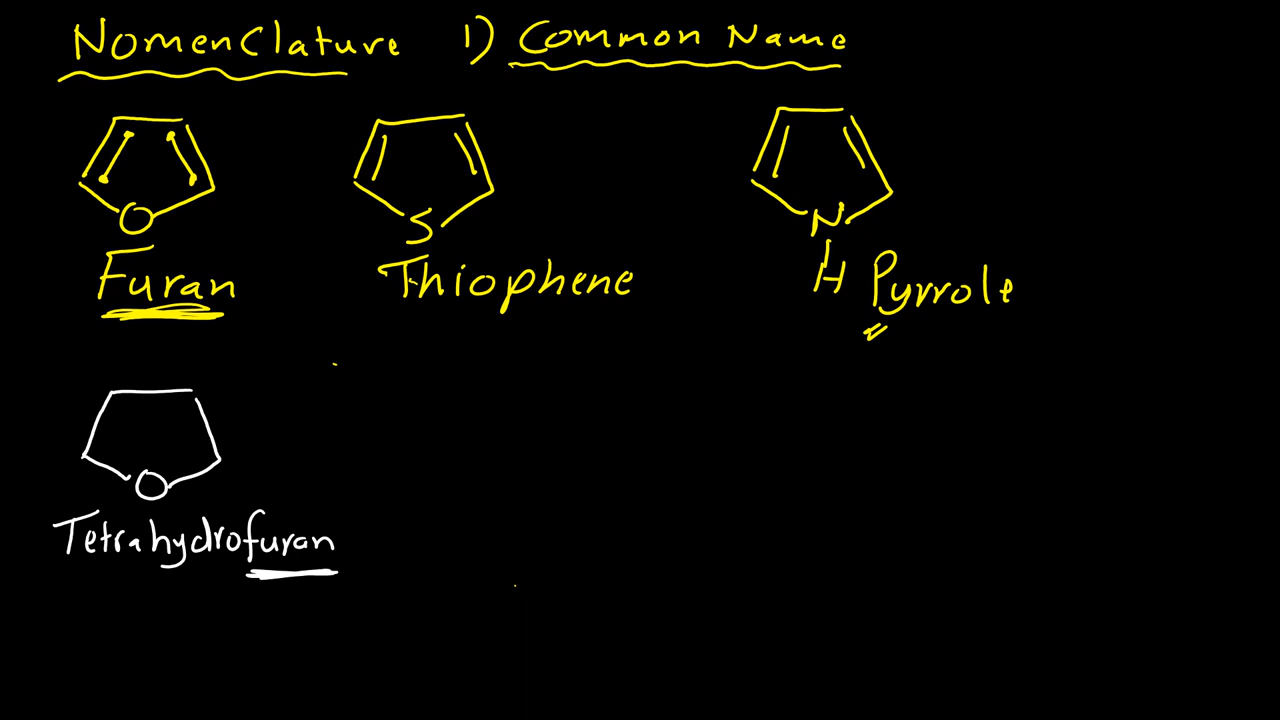 Nomenclature 1) Common Name
O S N
H
Furan Thiophene Pyrrole
O
Tetrahydrofuran